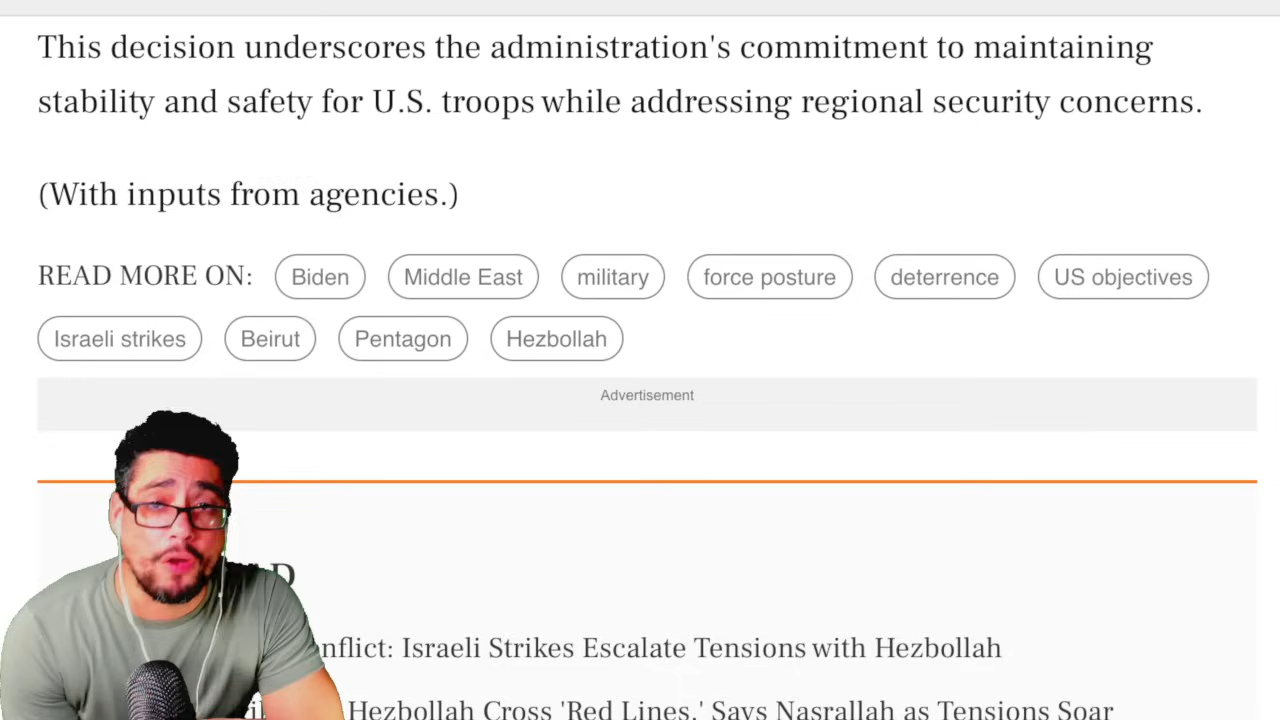 This decision underscores the administration's commitment to maintaining
stability and safety for U.S. troops while addressing regional security concerns.
(With inputs from agencies.)
READ MORE ON: Biden Middle East military force posture deterrence US objectives
Israeli strikes Beirut Pentagon Hezbollah
Advertisement
nflict: Israeli Strikes Escalate Tensions with Hezbollah
Hezbollah Cross 'Red Lines,' Says Nasrallah as Tensions Soar